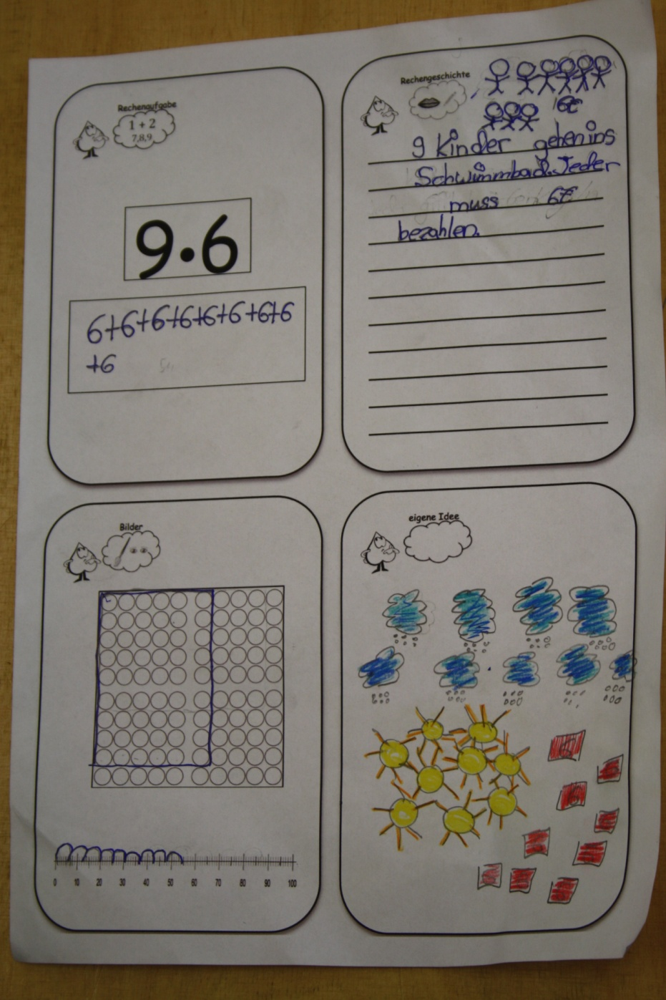 Rechenaufgabe
1 + 2
7,8,9
9·6
6+6+6+6+6+6+6+6
+6
Rechengeschichte
6€
9 Kinder gehen ins
Schwimmbad. Jeder
muss 6€
bezahlen.
Bilder
0 10 20 30 40 50 60 70 80 90 100
eigene Idee